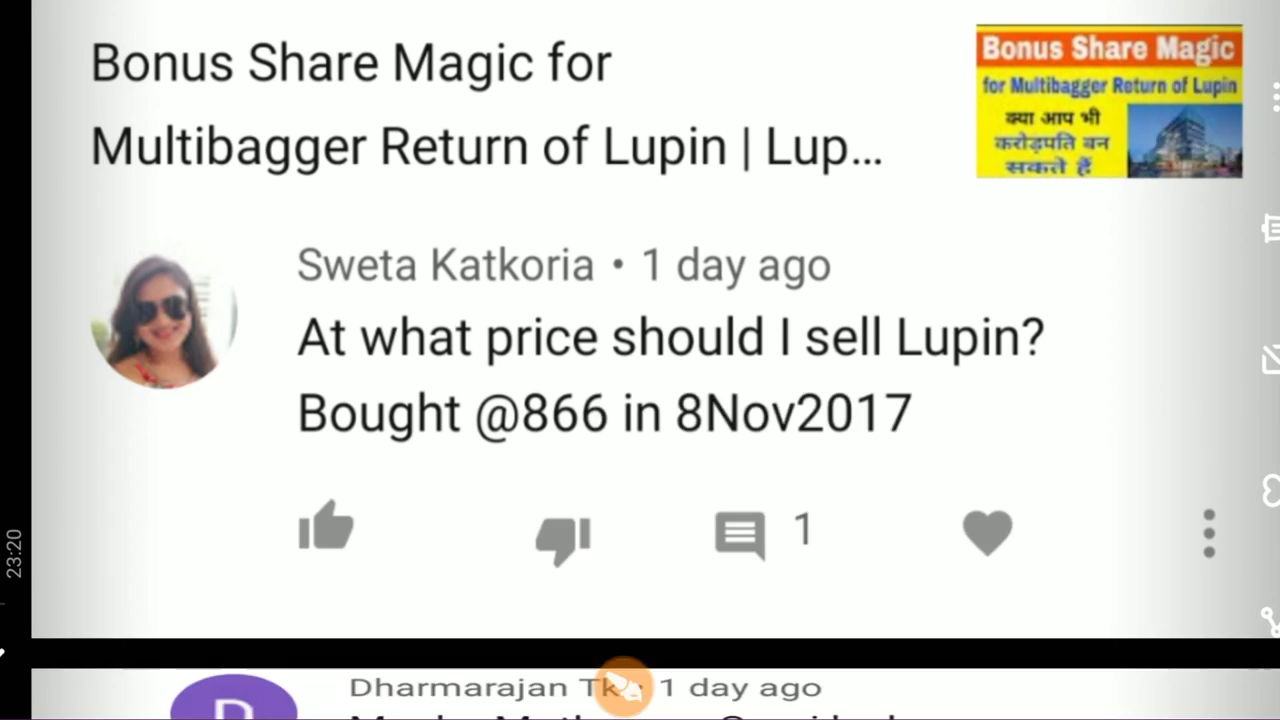 Bonus Share Magic for
Multibagger Return of Lupin | Lup...
Bonus Share Magic
for Multibagger Return of Lupin
क्या आप भी
करोड़पति बन
सकते हैं
Sweta Katkoria • 1 day ago
At what price should I sell Lupin?
Bought @866 in 8Nov2017
1
23:20
Dharmarajan Tk 1 day ago